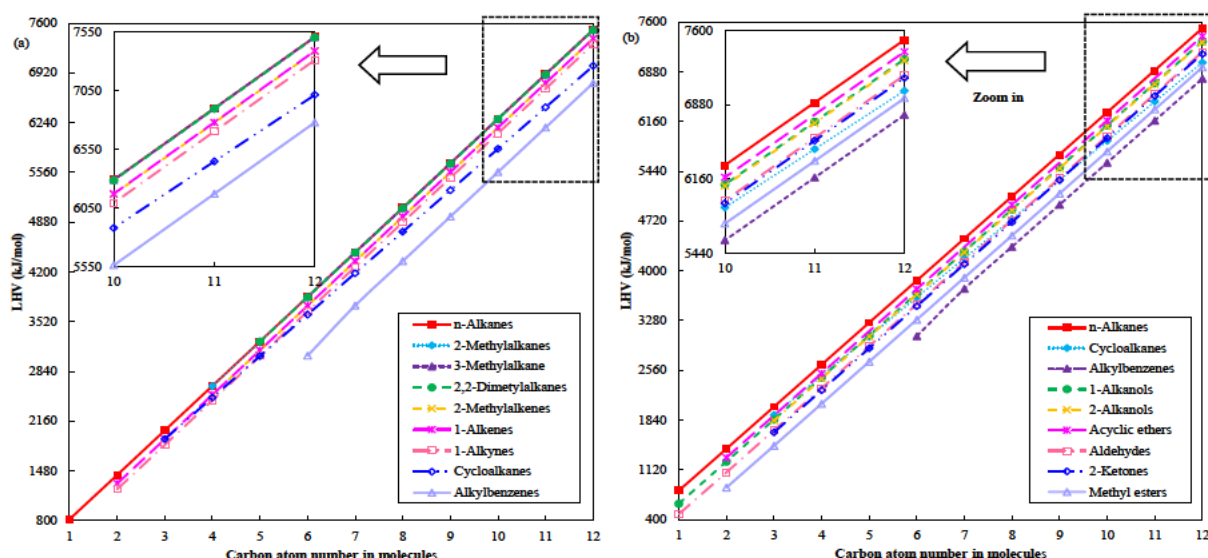 (a)
7600
6920
6240
5560
4880
4200
3520
2840
2160
1480
800
LHV (kJ/mol)
7550
7050
6550
6050
5550
10
11
12
n-Alkanes
2-Methylalkanes
3-Methylalkane
2,2-Dimetylalkanes
2-Methylalkenes
1-Alkenes
1-Alkynes
Cycloalkanes
Alkylbenzenes
1 2 3 4 5 6 7 8 9 10 11 12
Carbon atom number in molecules
(b)
7600
6880
6160
5440
4720
4000
3280
2560
1840
1120
400
LHV (kJ/mol)
7600
6880
6160
5440
10
11
12
Zoom in
n-Alkanes
Cycloalkanes
Alkylbenzenes
1-Alkanols
2-Alkanols
Acyclic ethers
Aldehydes
2-Ketones
Methyl esters
1 2 3 4 5 6 7 8 9 10 11 12
Carbon atom number in molecules